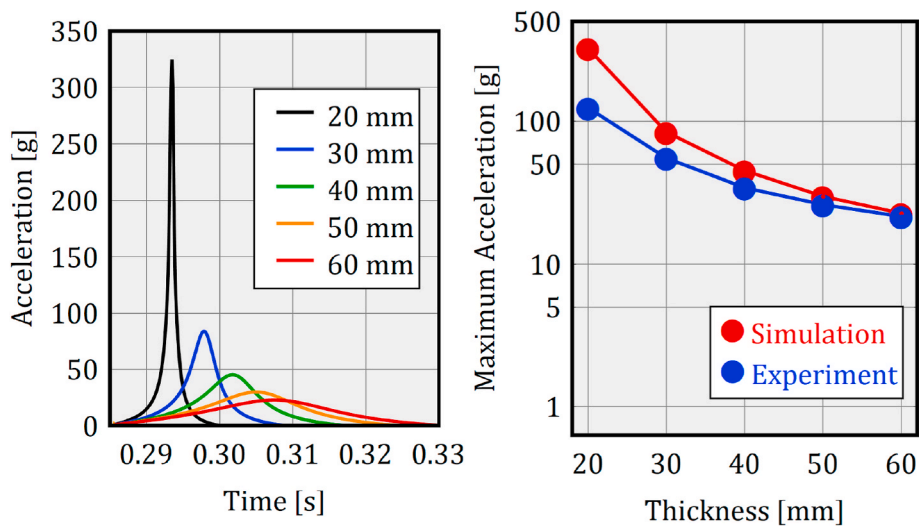 350
300
250
200
150
100
50
0
Acceleration [g]
20 mm
30 mm
40 mm
50 mm
60 mm
0.29 0.30 0.31 0.32 0.33
Time [s]
500
100
50
10
5
1
Maximum Acceleration [g]
Simulation
Experiment
20 30 40 50 60
Thickness [mm]